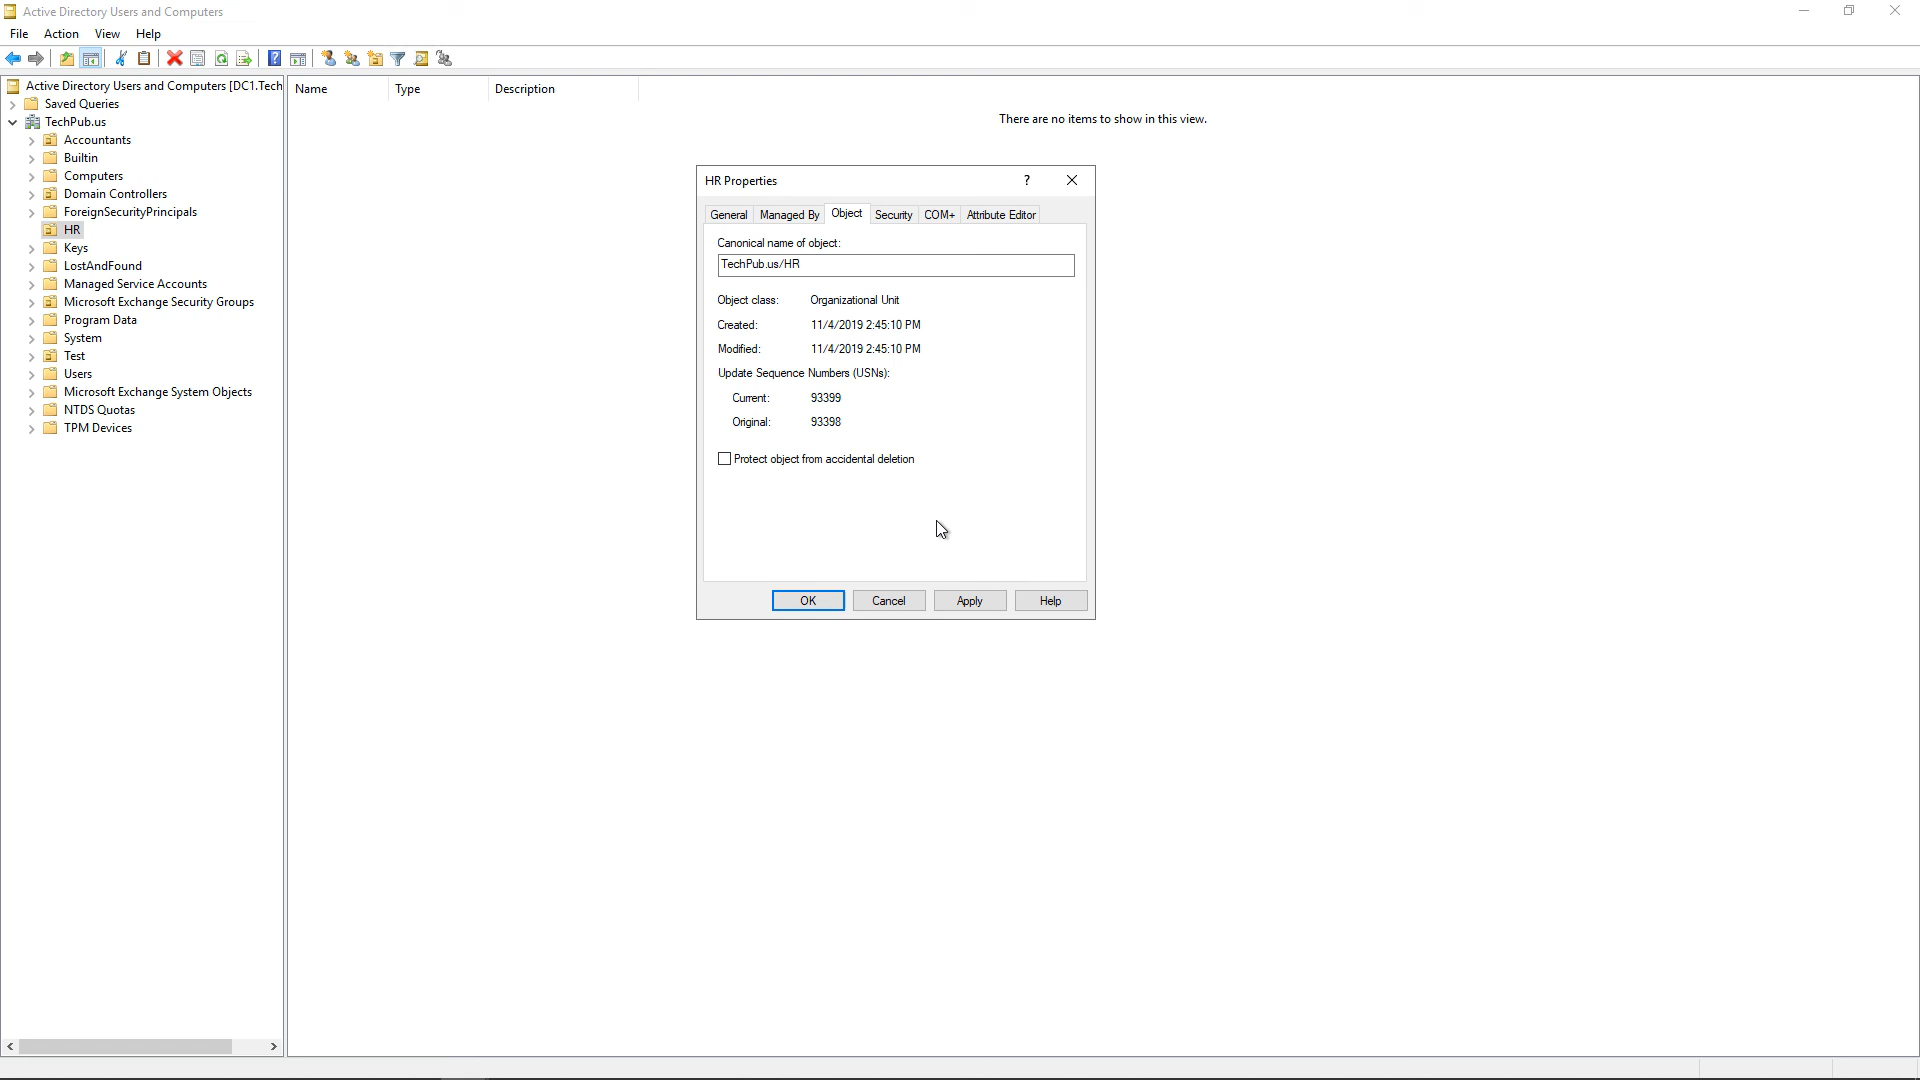 Active Directory Users and Computers
File Action View Help
Active Directory Users and Computers [DC1.Tech
Saved Queries
TechPub.us
Accountants
Builtin
Computers
Domain Controllers
ForeignSecurityPrincipals
HR
Keys
LostAndFound
Managed Service Accounts
Microsoft Exchange Security Groups
Program Data
System
Test
Users
Microsoft Exchange System Objects
NTDS Quotas
TPM Devices
Name Type Description
There are no items to show in this view.
HR Properties
General Managed By Object Security COM+ Attribute Editor
Canonical name of object:
TechPub.us/HR
Object class: Organizational Unit
Created: 11/4/2019 2:45:10 PM
Modified: 11/4/2019 2:45:10 PM
Update Sequence Numbers (USNs):
Current: 93399
Original: 93398
Protect object from accidental deletion
OK Cancel Apply Help